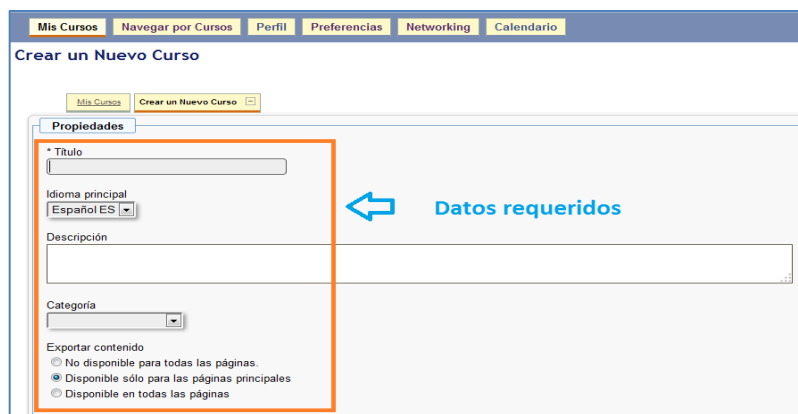 Mis Cursos Navegar por Cursos Perfil Preferencias Networking Calendario
Crear un Nuevo Curso
Mis Cursos Crear un Nuevo Curso
Propiedades
* Título
Idioma principal
Español ES
Datos requeridos
Descripción
Categoría
Exportar contenido
No disponible para todas las páginas.
Disponible sólo para las páginas principales
Disponible en todas las páginas